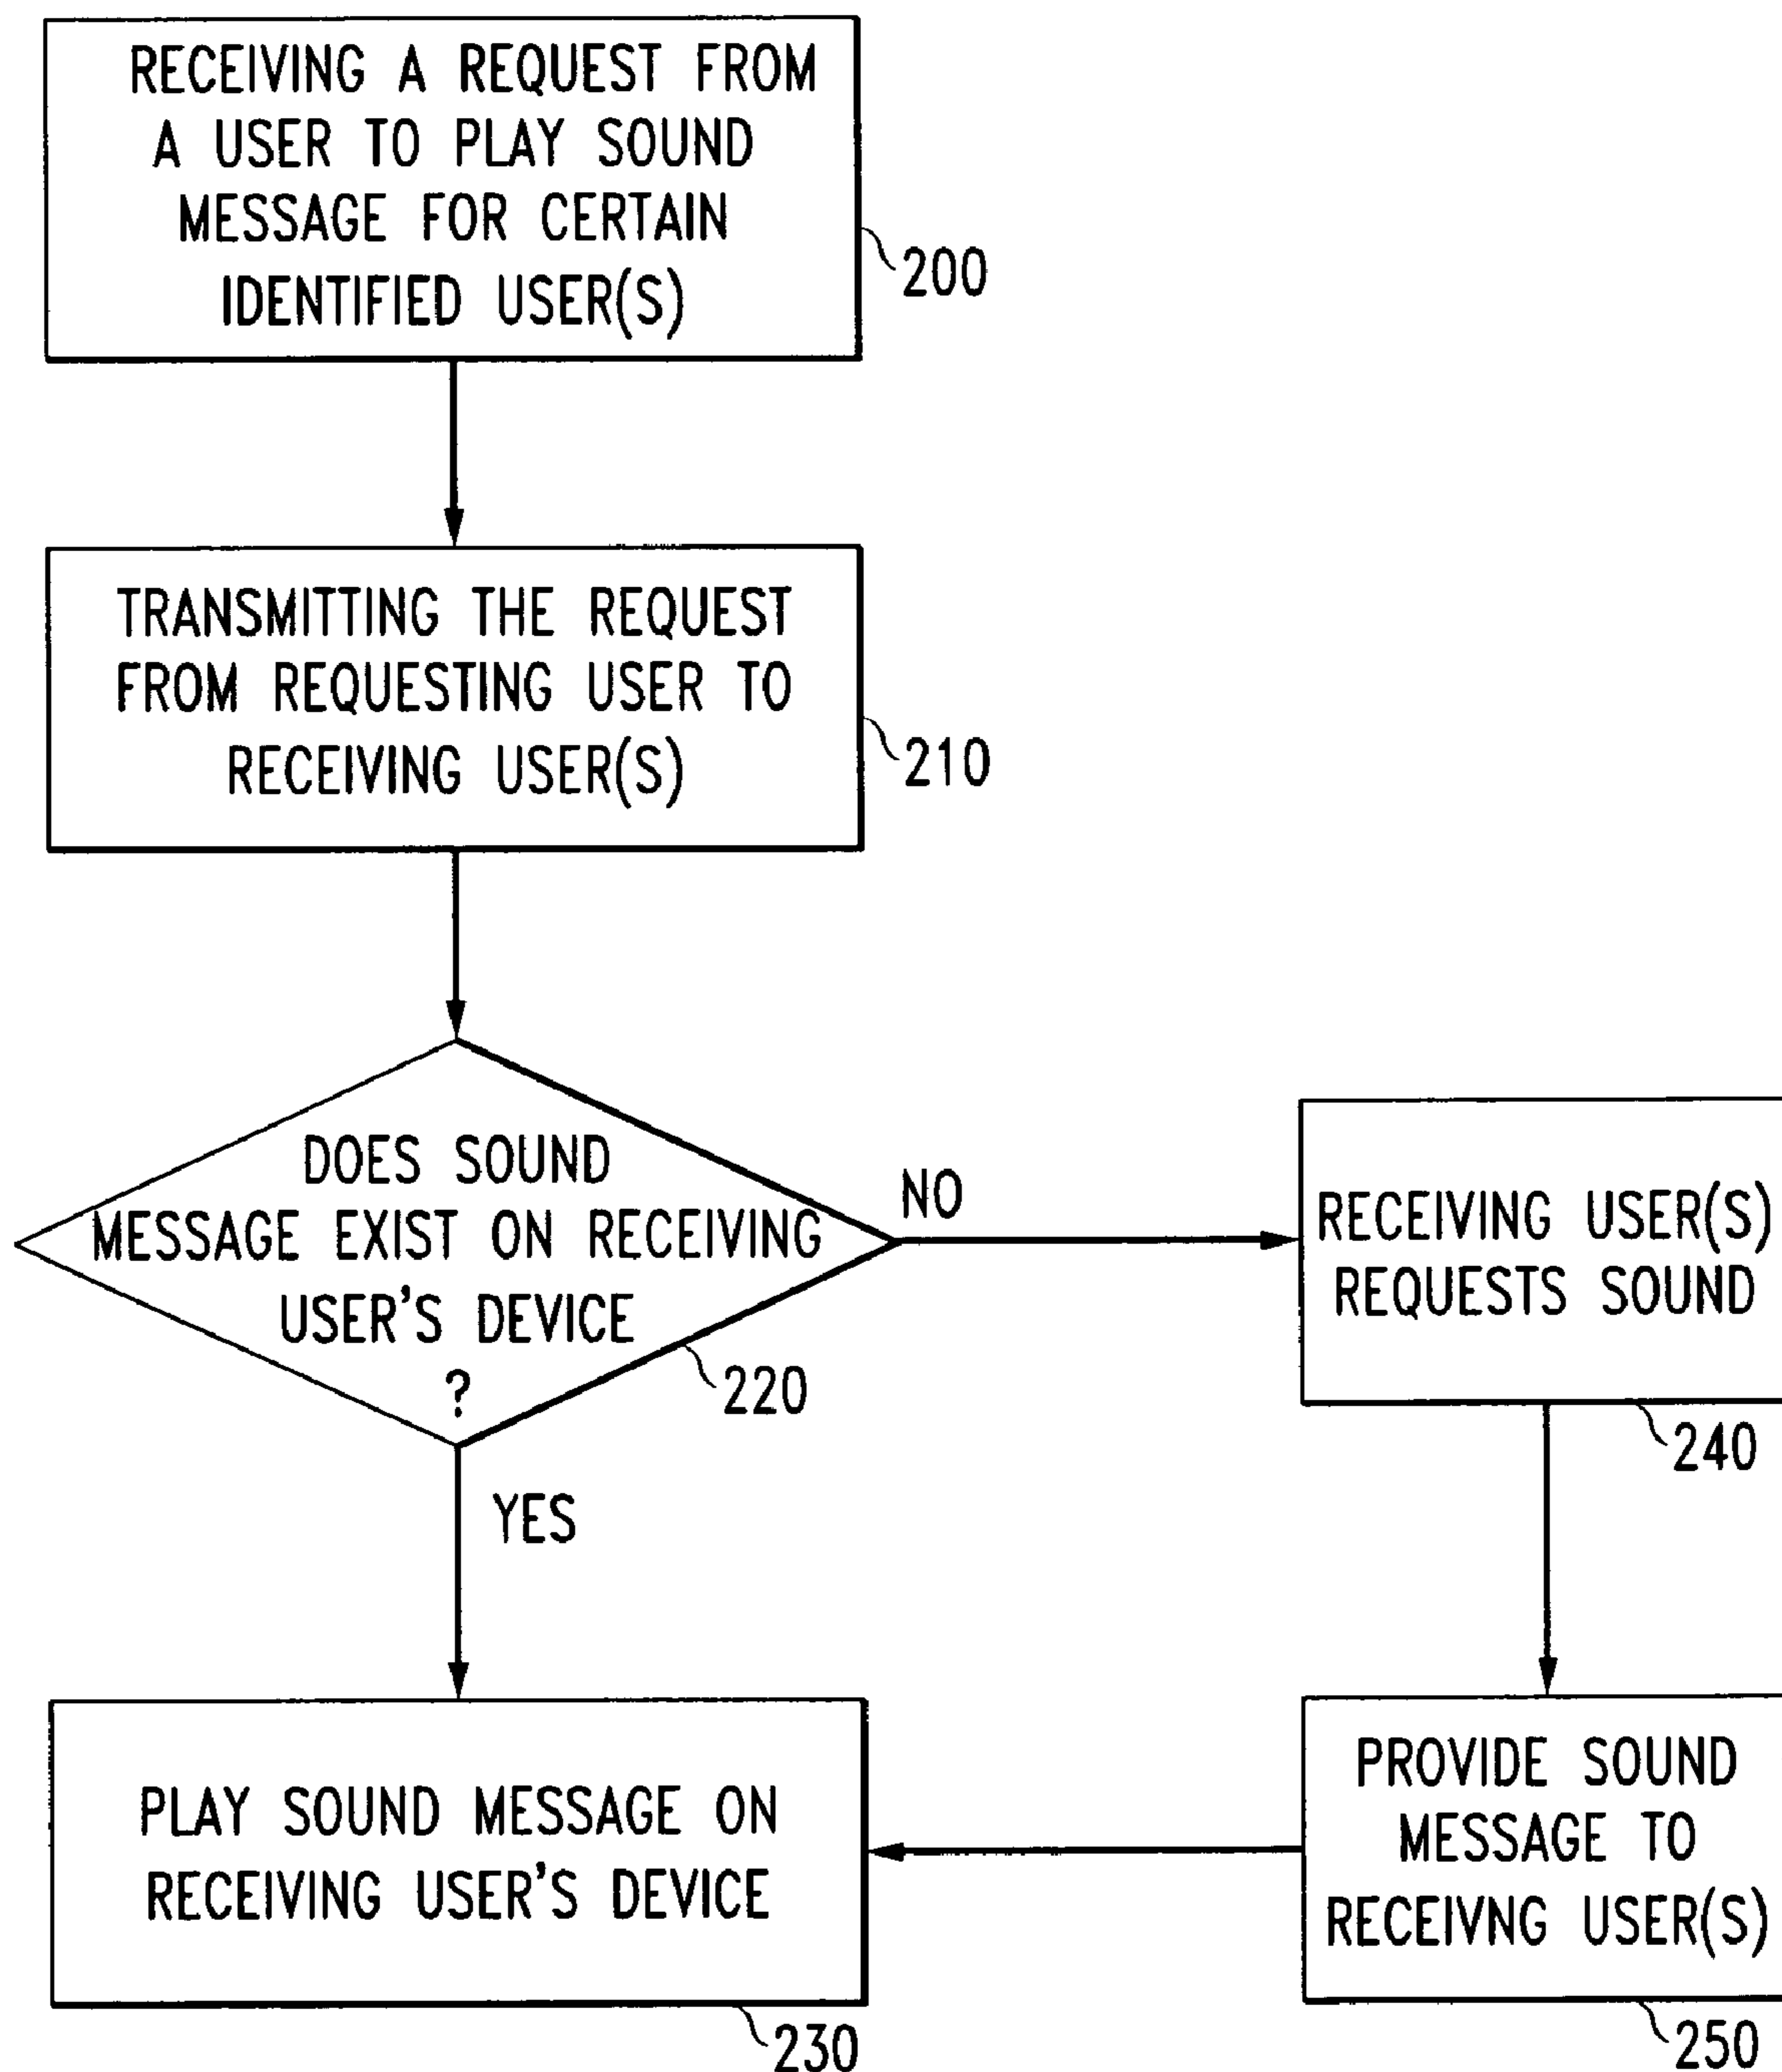 RECEIVING A REQUEST FROM
A USER TO PLAY SOUND
MESSAGE FOR CERTAIN
IDENTIFIED USER(S)
200
TRANSMITTING THE REQUEST
FROM REQUESTING USER TO
RECEIVING USER(S)
210
DOES SOUND
MESSAGE EXIST ON RECEIVING
USER'S DEVICE
?
220
NO
RECEIVING USER(S)
REQUESTS SOUND
240
YES
PLAY SOUND MESSAGE ON
RECEIVING USER'S DEVICE
230
PROVIDE SOUND
MESSAGE TO
RECEIVNG USER(S)
250